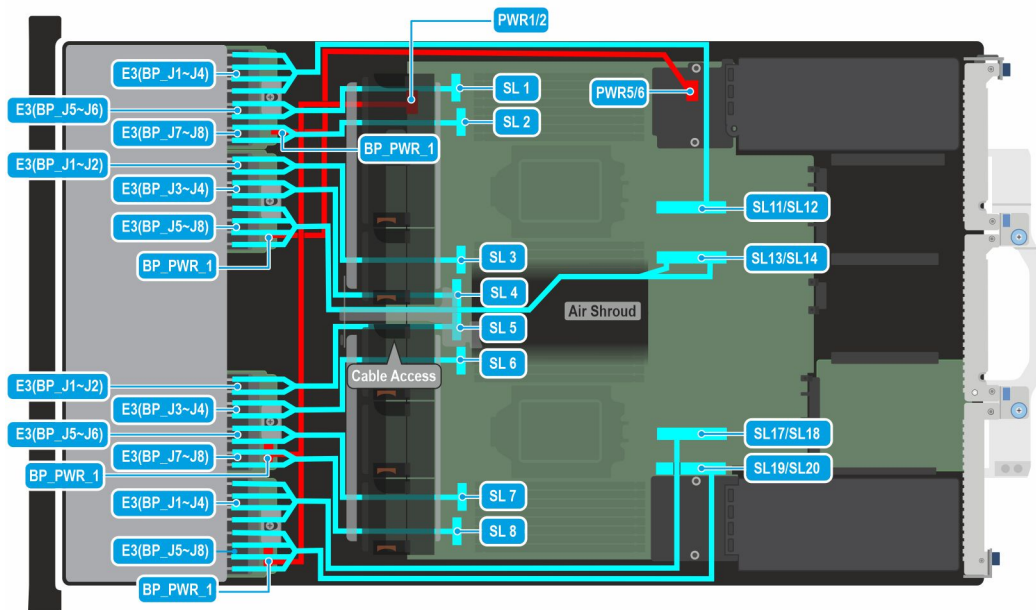 PWR1/2
E3(BP_J1~J4)
SL 1
PWR5/6
E3(BP_J5~J6)
SL 2
E3(BP_J7~J8)
BP_PWR_1
E3(BP_J1~J2)
E3(BP_J3~J4)
SL11/SL12
E3(BP_J5~J8)
SL 3
SL13/SL14
BP_PWR_1
SL 4
Air Shroud
SL 5
SL 6
Cable Access
E3(BP_J1~J2)
E3(BP_J3~J4)
E3(BP_J5~J6)
SL17/SL18
E3(BP_J7~J8)
SL19/SL20
BP_PWR_1
SL 7
E3(BP_J1~J4)
SL 8
E3(BP_J5~J8)
BP_PWR_1